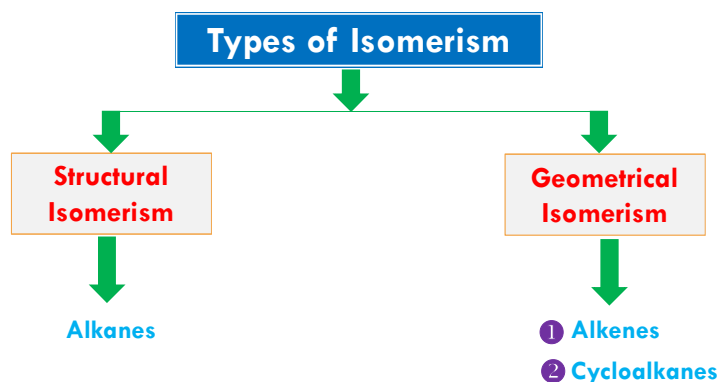 Types of Isomerism
Structural
Isomerism
Geometrical
Isomerism
Alkanes
1 Alkenes
2 Cycloalkanes